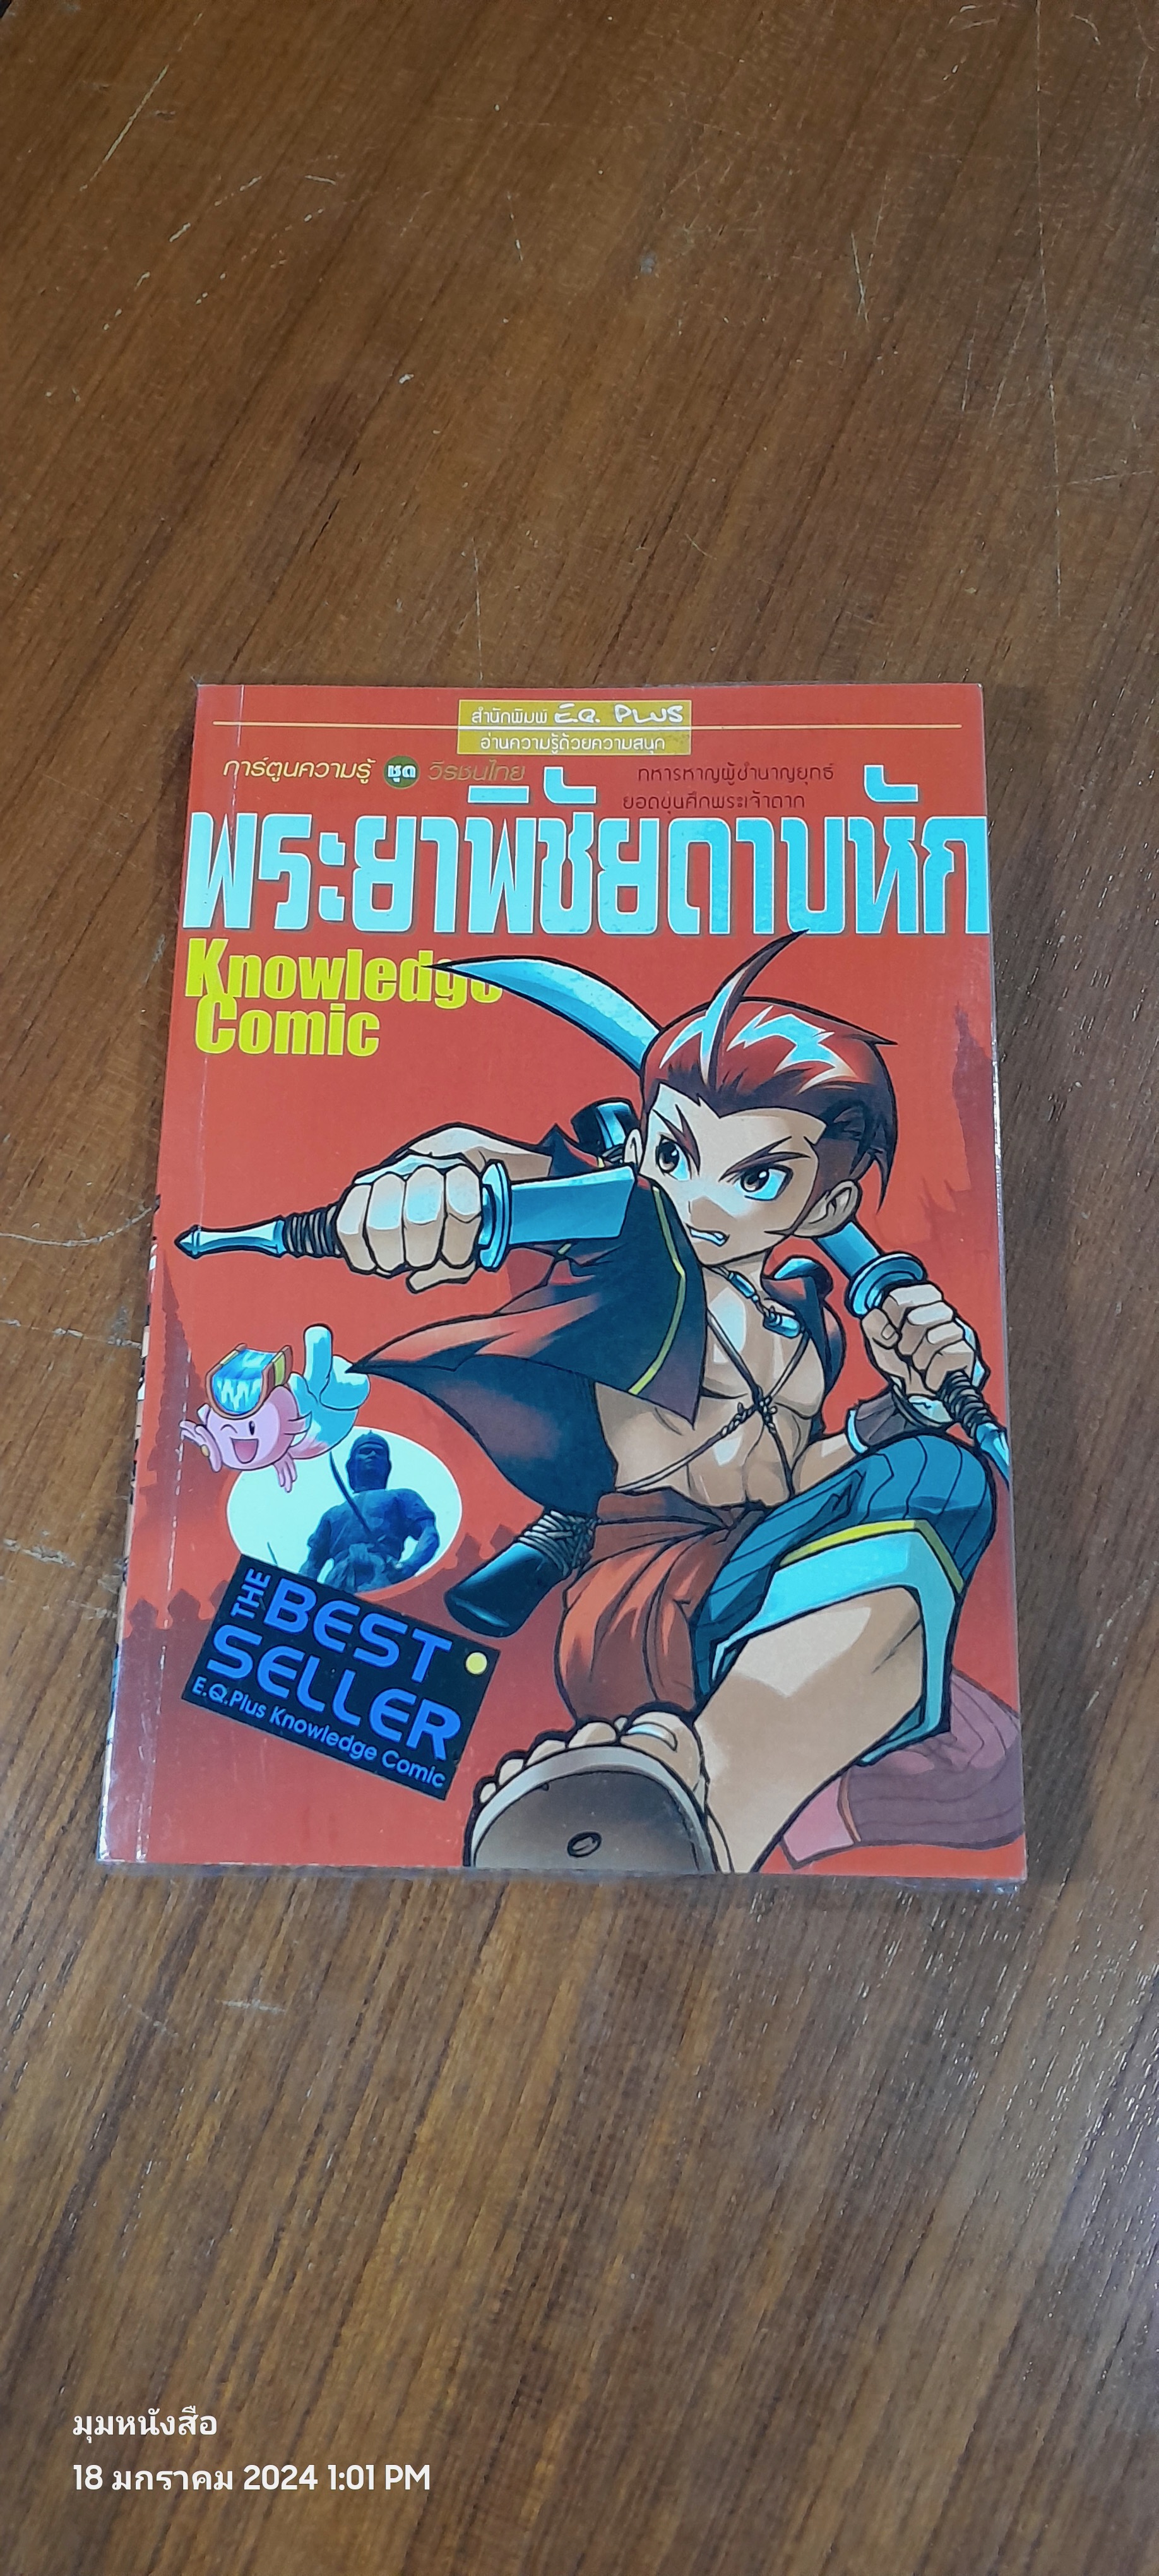 สำนักพิมพ์ E.Q. PLUS
อ่านความรู้ด้วยความสนุก
การ์ตูนความรู้ ชุด วีรชนไทย
ทหารหาญผู้ชำนาญยุทธ์
ยอดขุนศึกพระเจ้าตาก
พระยาพิชัยดาบหัก
Knowledge
Comic
THE BEST
SELLER
E.Q.Plus Knowledge Comic
มุมหนังสือ
18 มกราคม 2024 1:01 PM